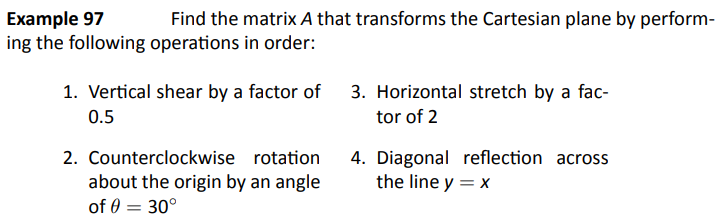 Example 97 Find the matrix A that transforms the Cartesian plane by perform-
ing the following operations in order:
1. Vertical shear by a factor of
0.5
2. Counterclockwise rotation
about the origin by an angle
of θ = 30°
3. Horizontal stretch by a fac-
tor of 2
4. Diagonal reflection across
the line y = x